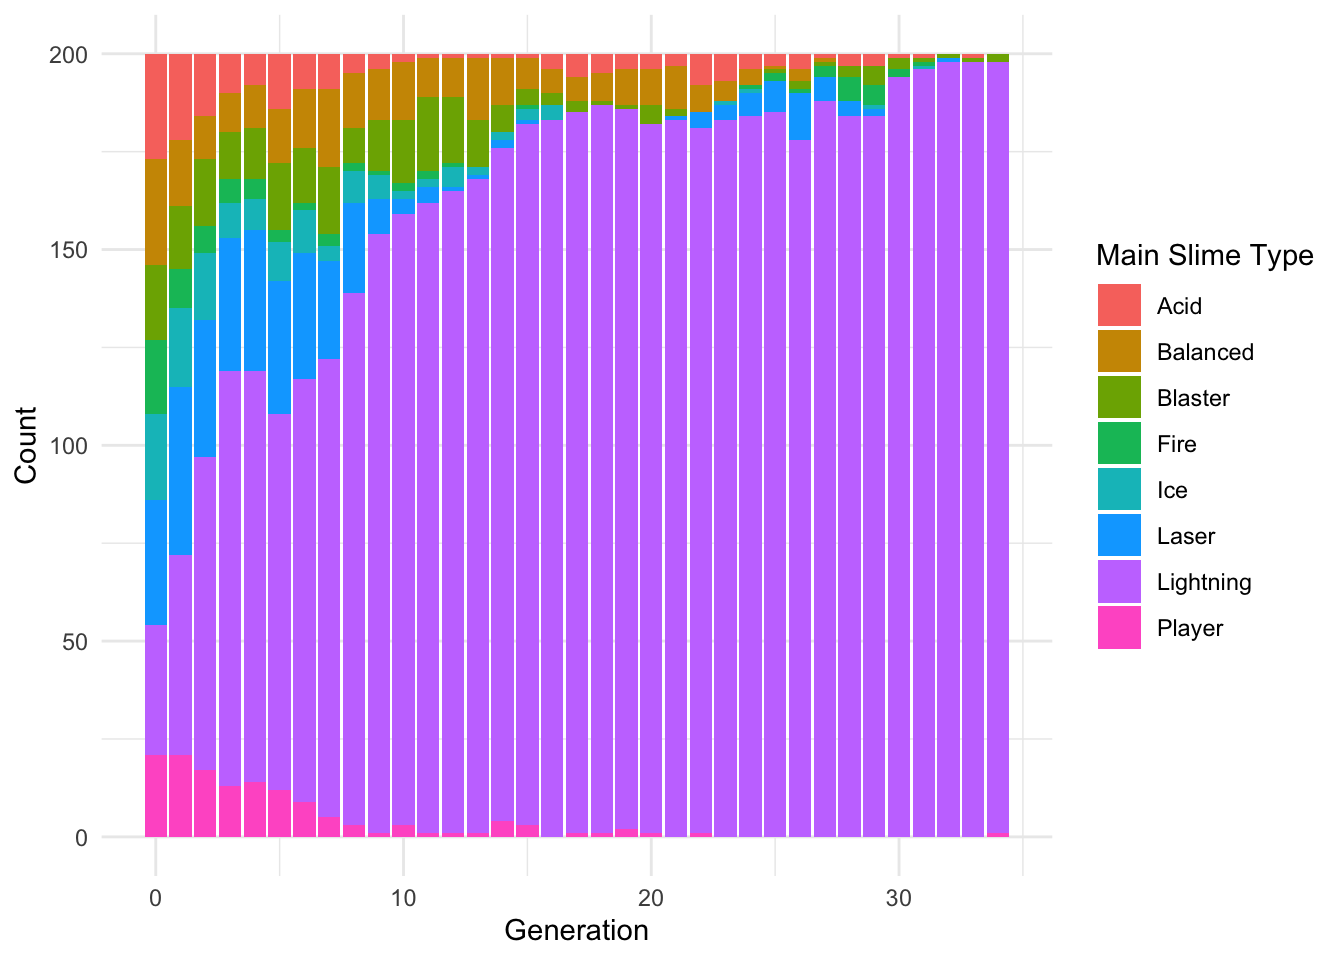 200
150
100
50
0
Count
0 10 20 30
Generation
Main Slime Type
Acid
Balanced
Blaster
Fire
Ice
Laser
Lightning
Player